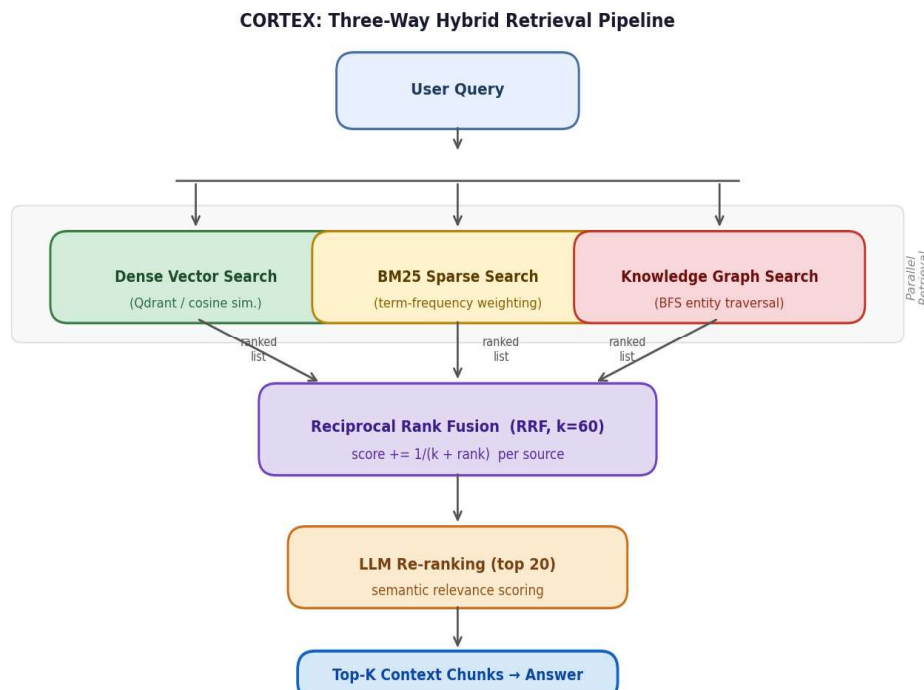 CORTEX: Three-Way Hybrid Retrieval Pipeline
User Query
Dense Vector Search
(Qdrant / cosine sim.)
BM25 Sparse Search
(term-frequency weighting)
Knowledge Graph Search
(BFS entity traversal)
Parallel
Retrieval
ranked
list
ranked
list
ranked
list
Reciprocal Rank Fusion (RRF, k=60)
score += 1/(k + rank) per source
LLM Re-ranking (top 20)
semantic relevance scoring
Top-K Context Chunks → Answer